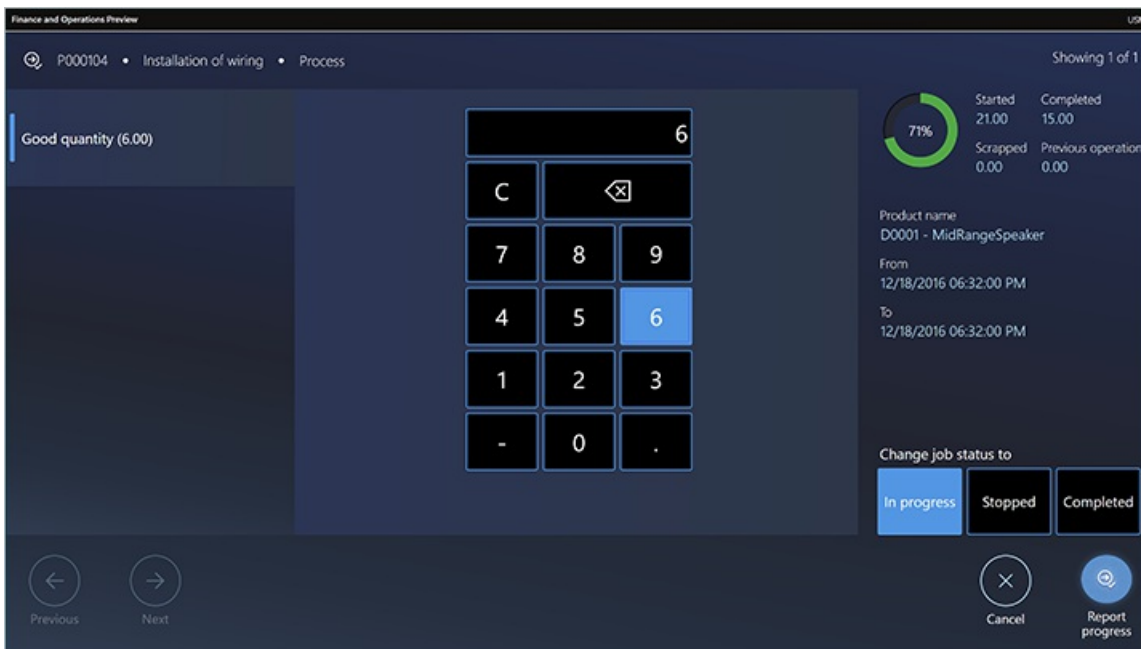 Finance and Operations Preview
P000104 • Installation of wiring • Process
Showing 1 of 1
Good quantity (6.00)
6
C
7 8 9
4 5 6
1 2 3
- 0 .
71%
Started Completed
21.00 15.00
Scrapped Previous operation
0.00 0.00
Product name
D0001 - MidRangeSpeaker
From
12/18/2016 06:32:00 PM
To
12/18/2016 06:32:00 PM
Change job status to
In progress Stopped Completed
Previous Next
Cancel
Report
progress